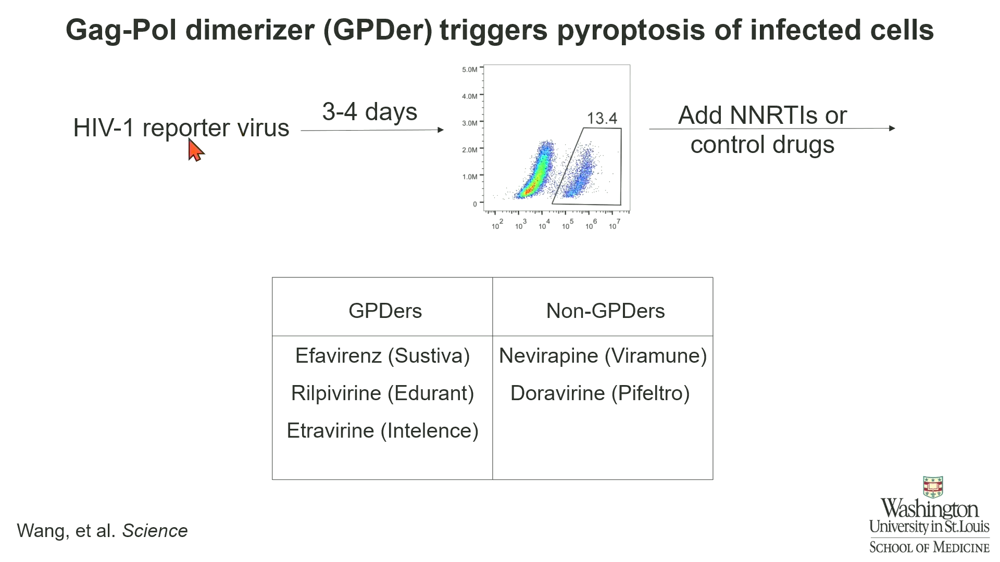 Gag-Pol dimerizer (GPDer) triggers pyroptosis of infected cells
HIV-1 reporter virus
3-4 days
5.0M
4.0M
3.0M
2.0M
1.0M
0
13.4
10^2 10^3 10^4 10^5 10^6 10^7
Add NNRTIs or
control drugs
GPDers
Non-GPDers
Efavirenz (Sustiva)
Nevirapine (Viramune)
Rilpivirine (Edurant)
Doravirine (Pifeltro)
Etravirine (Intelence)
Wang, et al. Science
Washington
University in St.Louis
SCHOOL OF MEDICINE